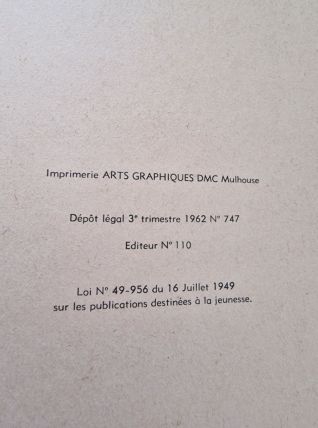 Imprimerie ARTS GRAPHIQUES DMC Mulhouse
Dépôt légal 3e trimestre 1962 N° 747
Editeur N° 110
Loi N° 49-956 du 16 Juillet 1949
sur les publications destinées à la jeunesse.